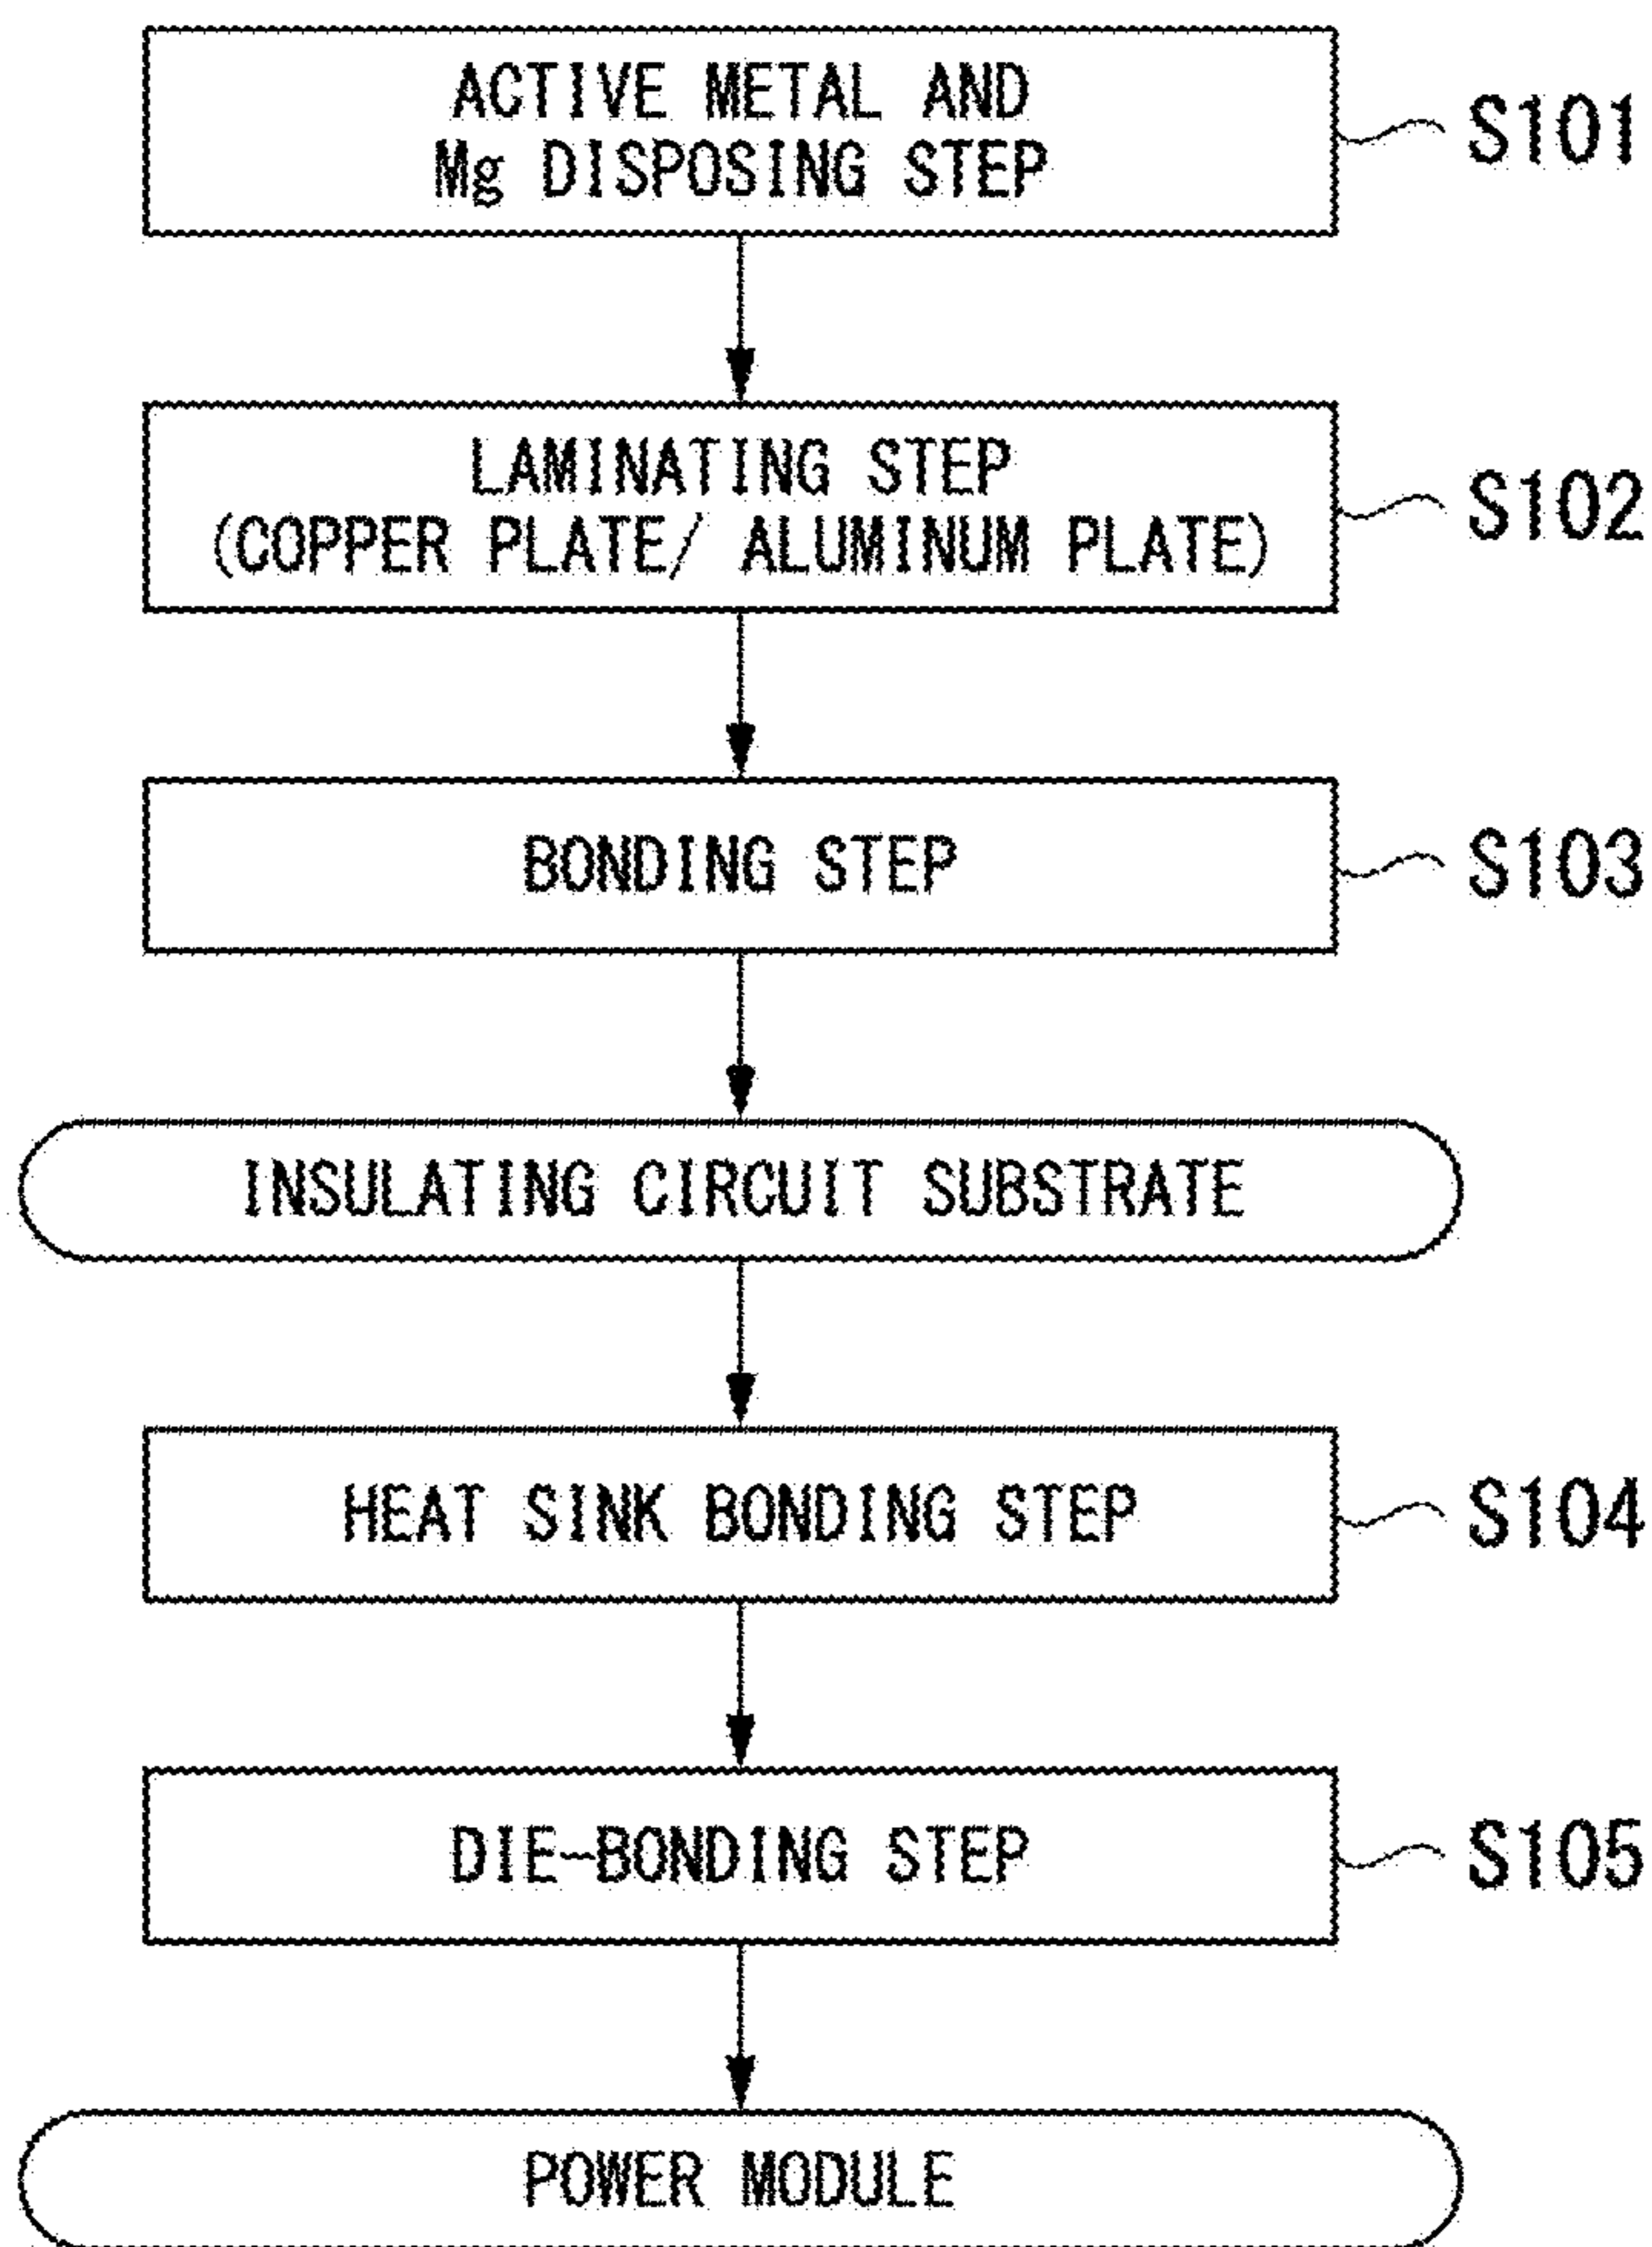 ACTIVE METAL AND
Mg DISPOSING STEP
S101
LAMINATING STEP
(COPPER PLATE/ ALUMINUM PLATE)
S102
BONDING STEP
S103
INSULATING CIRCUIT SUBSTRATE
HEAT SINK BONDING STEP
S104
DIE-BONDING STEP
S105
POWER MODULE